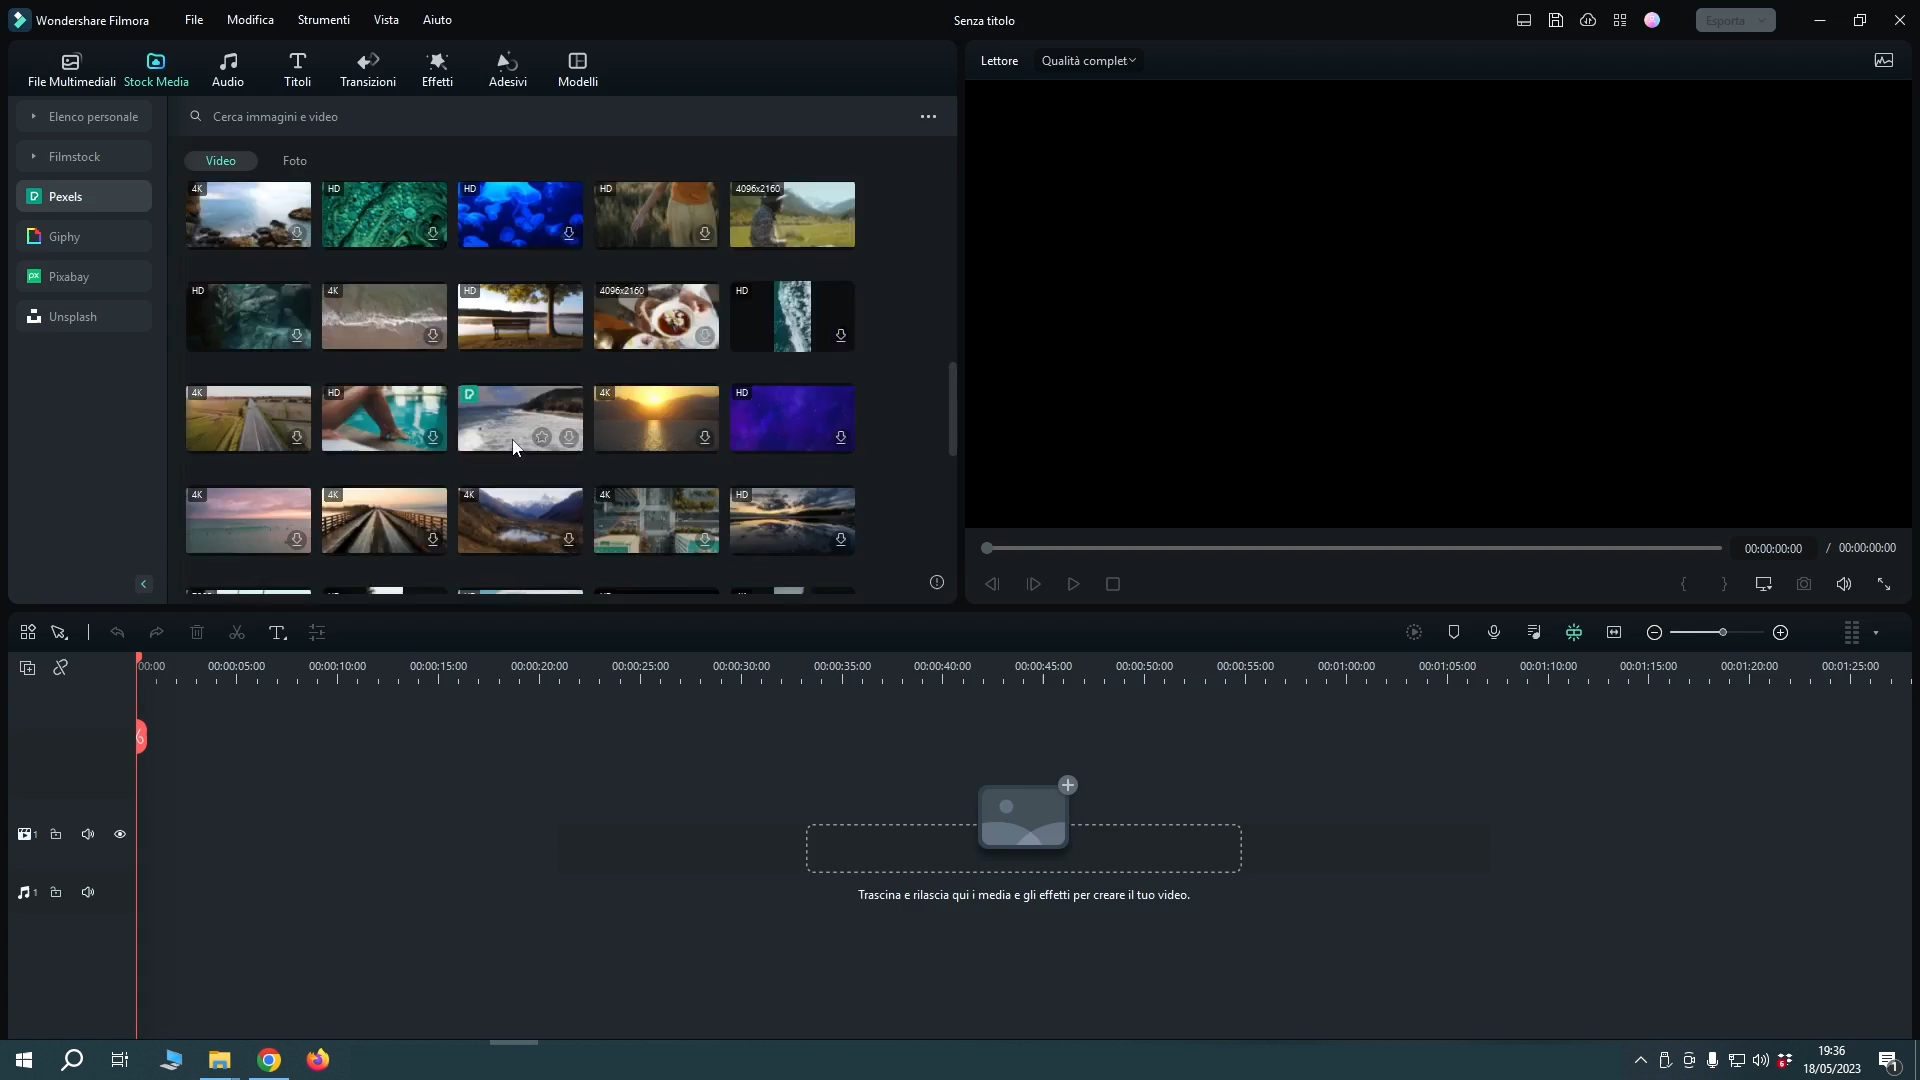 Wondershare Filmora
File
Modifica
Strumenti
Vista
Aiuto
Senza titolo
Esporta
File Multimediali
Stock Media
Audio
Titoli
Transizioni
Effetti
Adesivi
Modelli
Lettore
Qualità complet
Elenco personale
Filmstock
Pexels
Giphy
Pixabay
Unsplash
Cerca immagini e video
Video
Foto
4K
HD
HD
HD
4096x2160
HD
4K
HD
4096x2160
HD
4K
HD
4K
HD
4K
4K
4K
4K
HD
00:00:00:00
/ 00:00:00:00
00:00
00:00:05:00
00:00:10:00
00:00:15:00
00:00:20:00
00:00:25:00
00:00:30:00
00:00:35:00
00:00:40:00
00:00:45:00
00:00:50:00
00:00:55:00
00:01:00:00
00:01:05:00
00:01:10:00
00:01:15:00
00:01:20:00
00:01:25:00
1
1
Trascina e rilascia qui i media e gli effetti per creare il tuo video.
19:36
18/05/2023
1